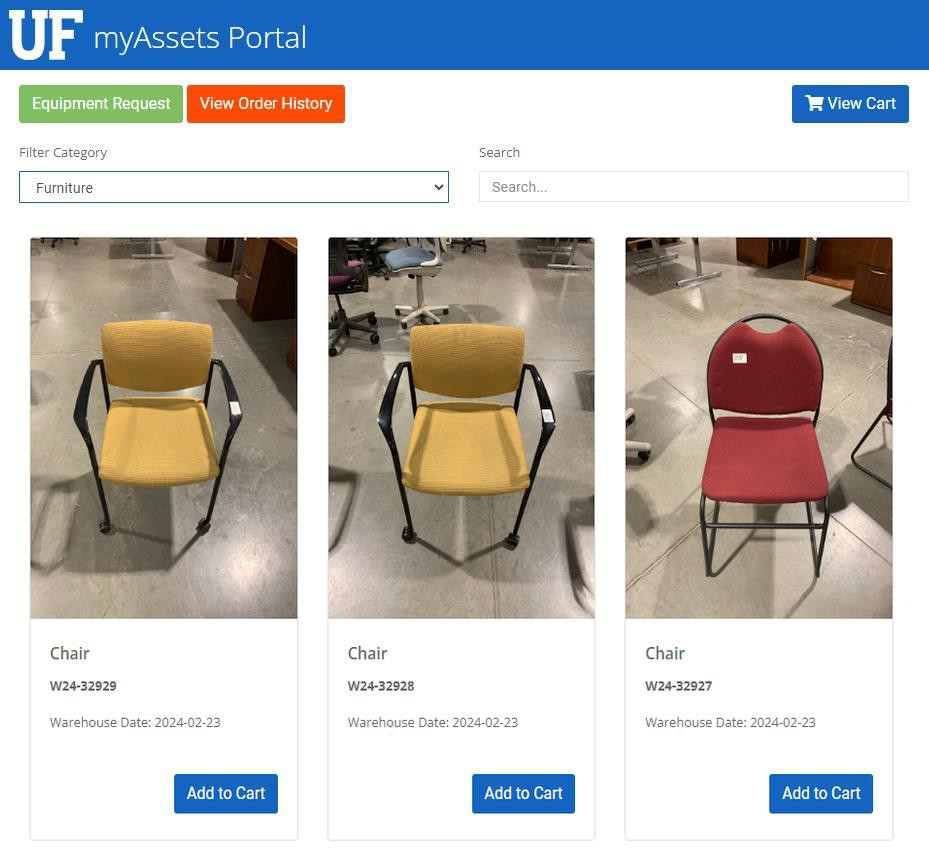 UF myAssets Portal
Equipment Request View Order History View Cart
Filter Category Search
Furniture Search...
Chair Chair Chair
W24-32929 W24-32928 W24-32927
Warehouse Date: 2024-02-23 Warehouse Date: 2024-02-23 Warehouse Date: 2024-02-23
Add to Cart Add to Cart Add to Cart